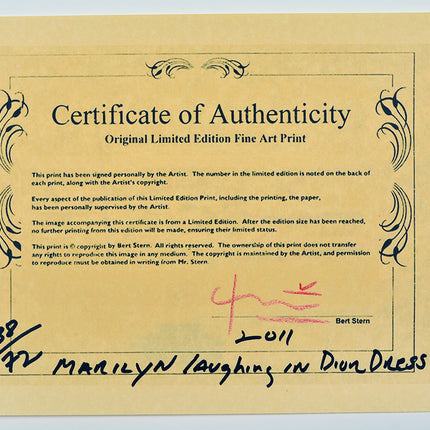 Certificate of Authenticity
Original Limited Edition Fine Art Print
This print has been signed personally by the Artist. The number in the limited edition is noted on the back of
each print, along with the Artist's copyright.
Every aspect of the publication of this Limited Edition Print, including the printing, the paper,
has been personally supervised by the Artist.
The image accompanying this certificate is from a Limited Edition. After the edition size has been reached,
no further printing from this edition will be made, ensuring their limited status.
This print is © copyright by Bert Stern. All rights reserved. The ownership of this print does not transfer
any rights to reproduce this image in any medium. The copyright is maintained by the Artist, and permission
to reproduce must be obtained in writing from Mr. Stern.
Bert Stern
2011
/72 MARILYN laughing IN DIOR DRESS